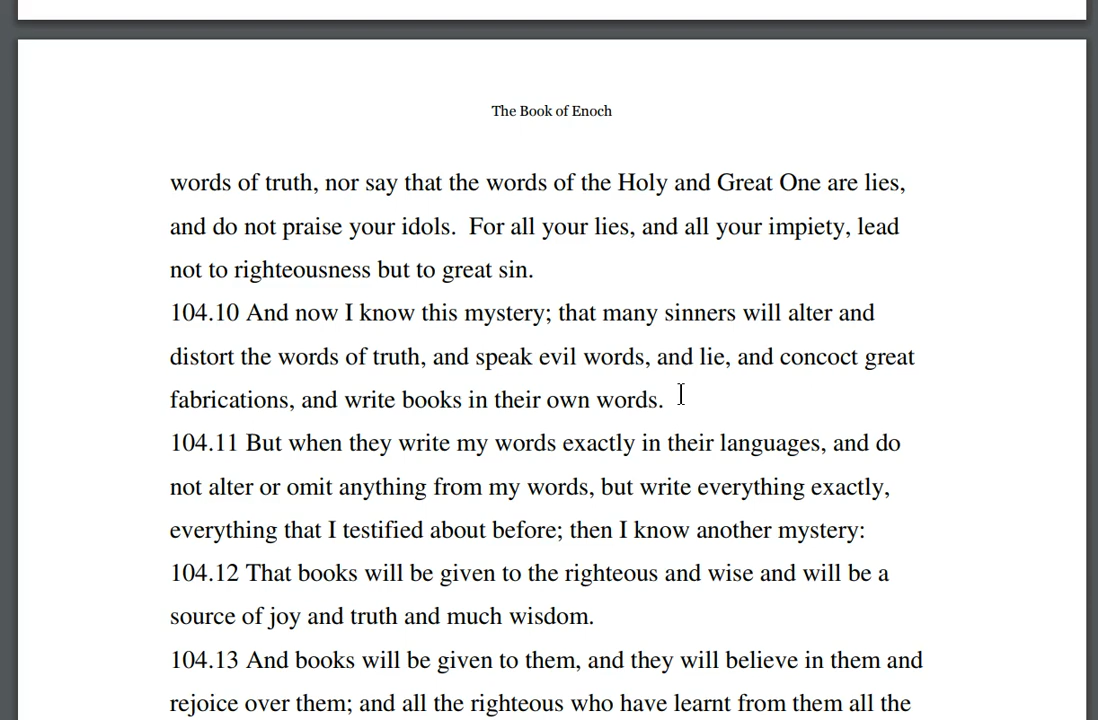 The Book of Enoch
words of truth, nor say that the words of the Holy and Great One are lies,
and do not praise your idols.  For all your lies, and all your impiety, lead
not to righteousness but to great sin.
104.10 And now I know this mystery; that many sinners will alter and
distort the words of truth, and speak evil words, and lie, and concoct great
fabrications, and write books in their own words.
104.11 But when they write my words exactly in their languages, and do
not alter or omit anything from my words, but write everything exactly,
everything that I testified about before; then I know another mystery:
104.12 That books will be given to the righteous and wise and will be a
source of joy and truth and much wisdom.
104.13 And books will be given to them, and they will believe in them and
rejoice over them; and all the righteous who have learnt from them all the